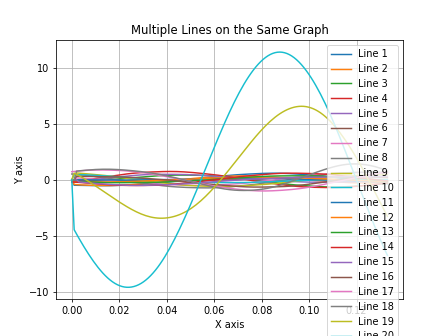 Multiple Lines on the Same Graph
Y axis
10
5
0
−5
−10
0.00
0.02
0.04
0.06
0.08
0.10
X axis
Line 1
Line 2
Line 3
Line 4
Line 5
Line 6
Line 7
Line 8
Line 9
Line 10
Line 11
Line 12
Line 13
Line 14
Line 15
Line 16
Line 17
Line 18
Line 19
Line 20